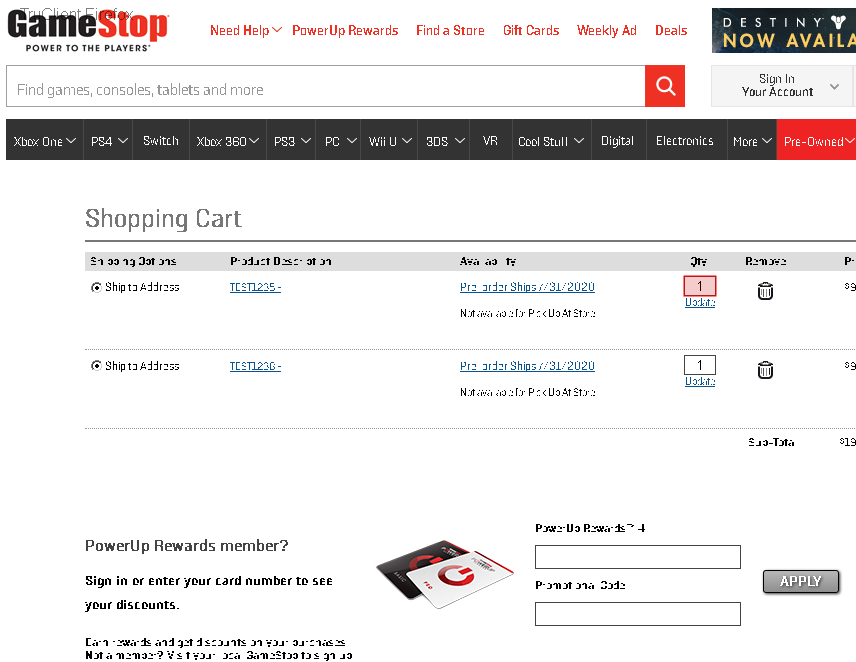 TruClient Firefox
GameStop
POWER TO THE PLAYERS
Need Help PowerUp Rewards Find a Store Gift Cards Weekly Ad Deals
DESTINY
NOW AVAILA
Find games, consoles, tablets and more
Sign In
Your Account
Xbox One PS4 Switch Xbox 360 PS3 PC Wii U 3DS VR Cool Stuff Digital Electronics More Pre-Owned
Shopping Cart
Shipping Options Product Description Availability Qty Remove Pr
Ship to Address TEST1235 - Pre-order Ships 7/31/2020 1 $9
Update
Not available for Pick Up At Store
Ship to Address TEST1236 - Pre-order Ships 7/31/2020 1 $9
Update
Not available for Pick Up At Store
Sub-Total $19
PowerUp Rewards™ #
PowerUp Rewards member?
Sign in or enter your card number to see
your discounts.
Promotional Code
APPLY
Earn rewards and get discounts on your purchases
Not a member? Visit your local GameStop to sign up